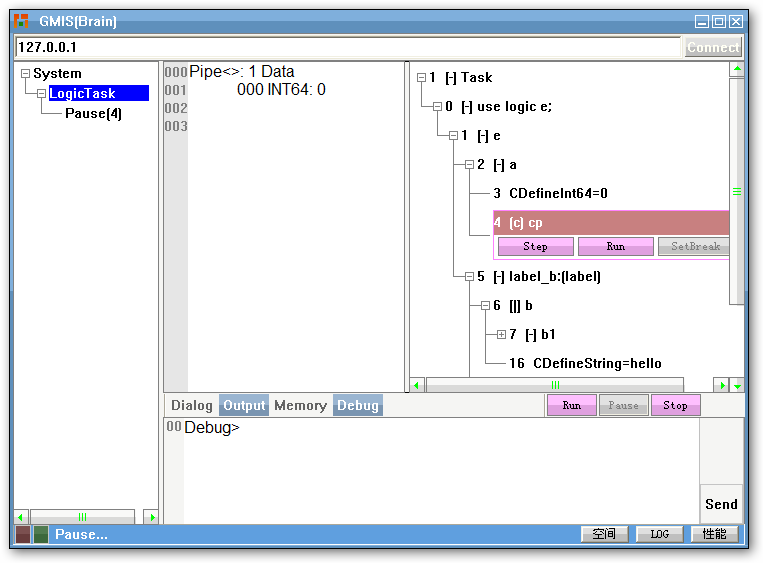 GMIS(Brain)
127.0.0.1
Connect
System
LogicTask
Pause(4)
000 Pipe<>: 1 Data
001 000 INT64: 0
002
003
1 [-] Task
0 [-] use logic e;
1 [-] e
2 [-] a
3 CDefineInt64=0
4 (c) cp
Step Run SetBreak
5 [-] label_b:(label)
6 [|] b
7 [-] b1
16 CDefineString=hello
Dialog Output Memory Debug
Run Pause Stop
00 Debug>
Send
Pause...
空间 LOG 性能